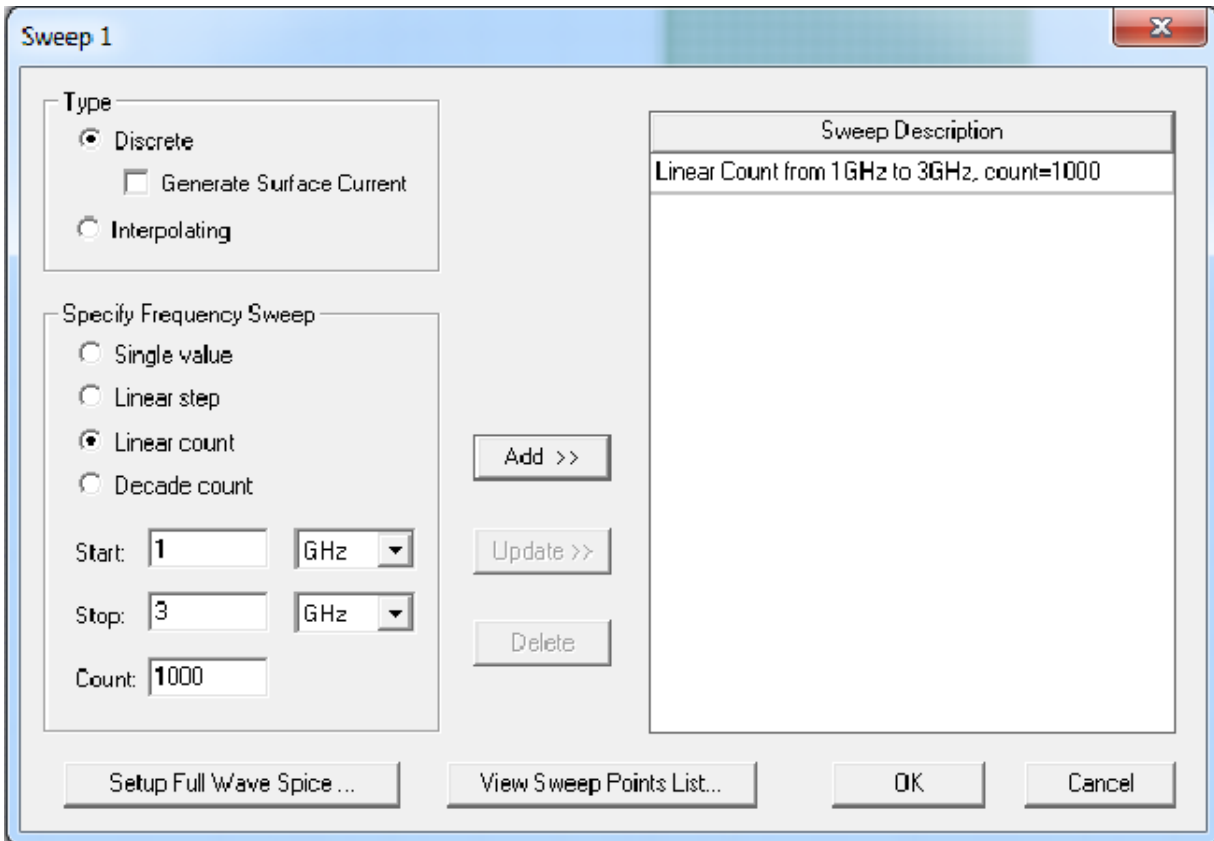 Sweep 1
Type
Discrete
Generate Surface Current
Interpolating
Specify Frequency Sweep
Single value
Linear step
Linear count
Decade count
Start: 1 GHz
Stop: 3 GHz
Count: 1000
Add >>
Update >>
Delete
Sweep Description
Linear Count from 1GHz to 3GHz, count=1000
Setup Full Wave Spice ...
View Sweep Points List...
OK
Cancel